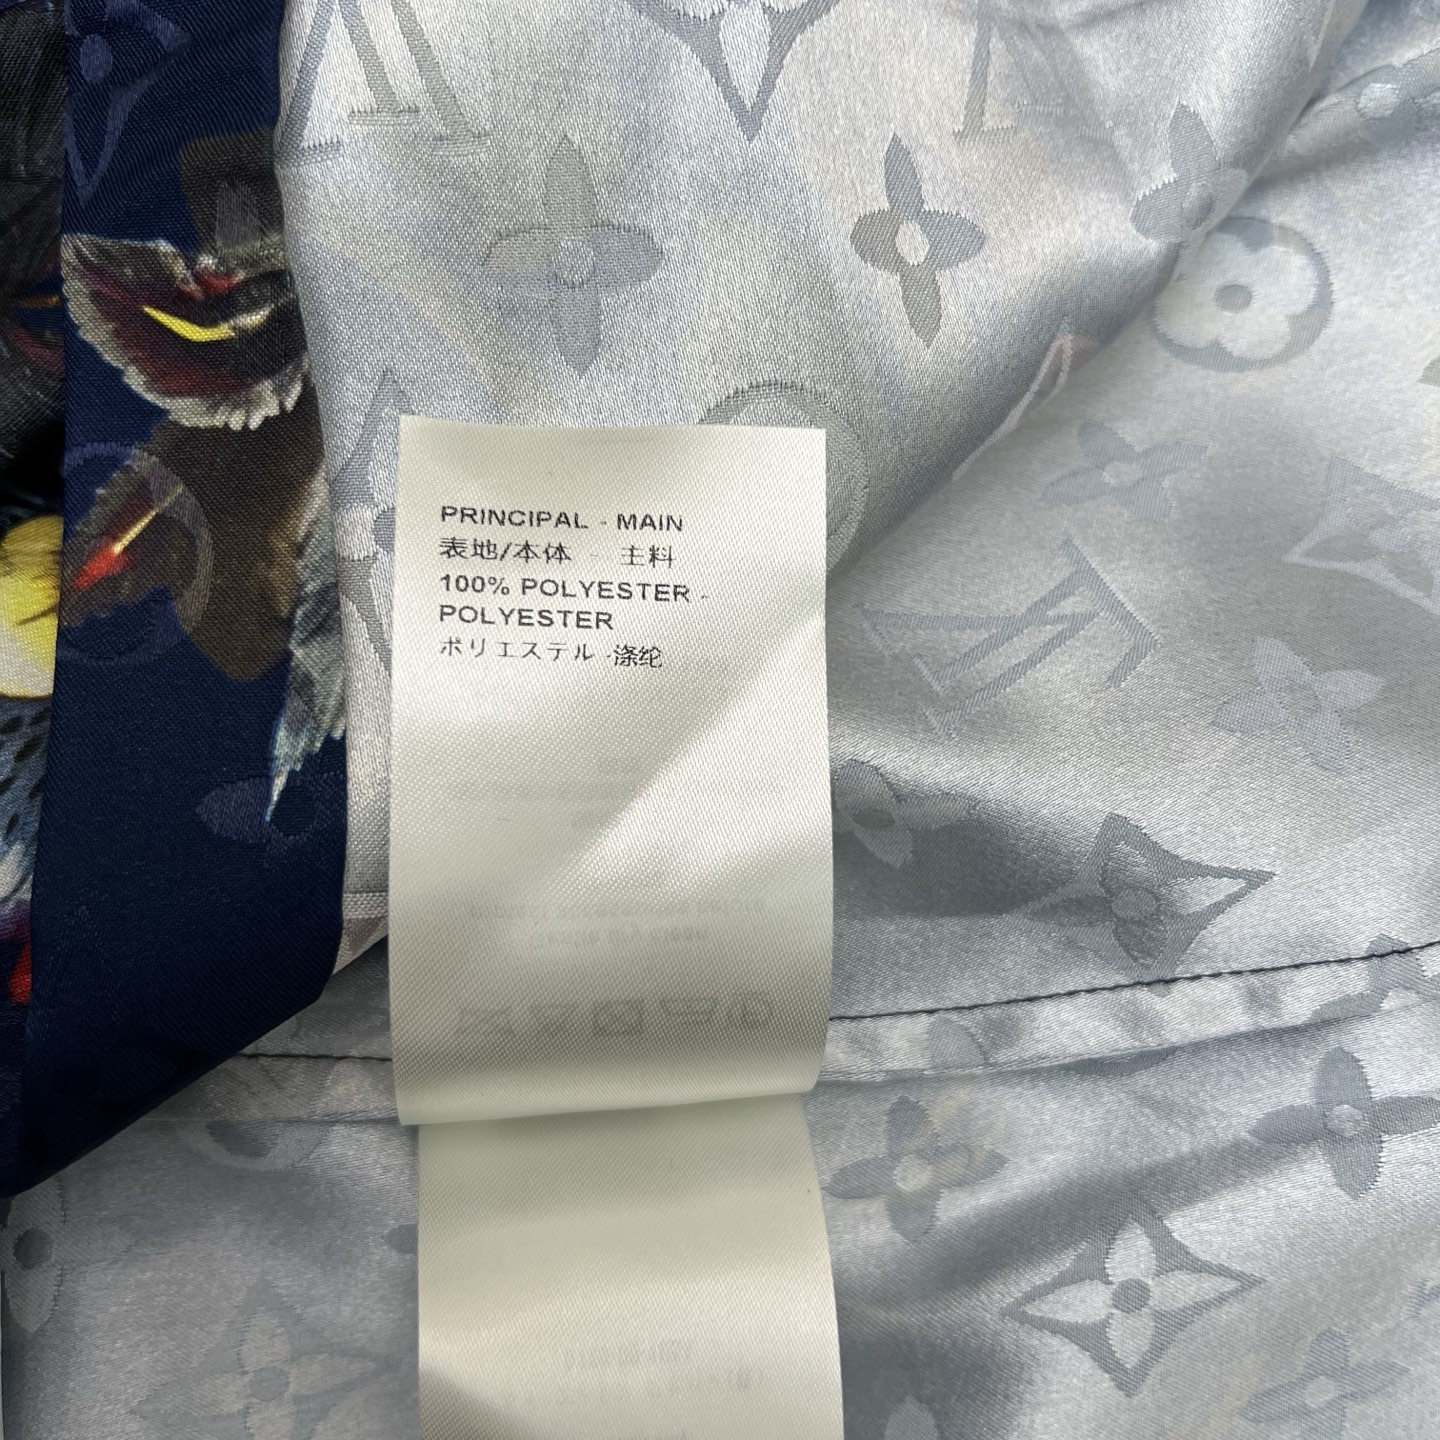 PRINCIPAL - MAIN
表地/本体 - 主料
100% POLYESTER -
POLYESTER
ポリエステル -涤纶